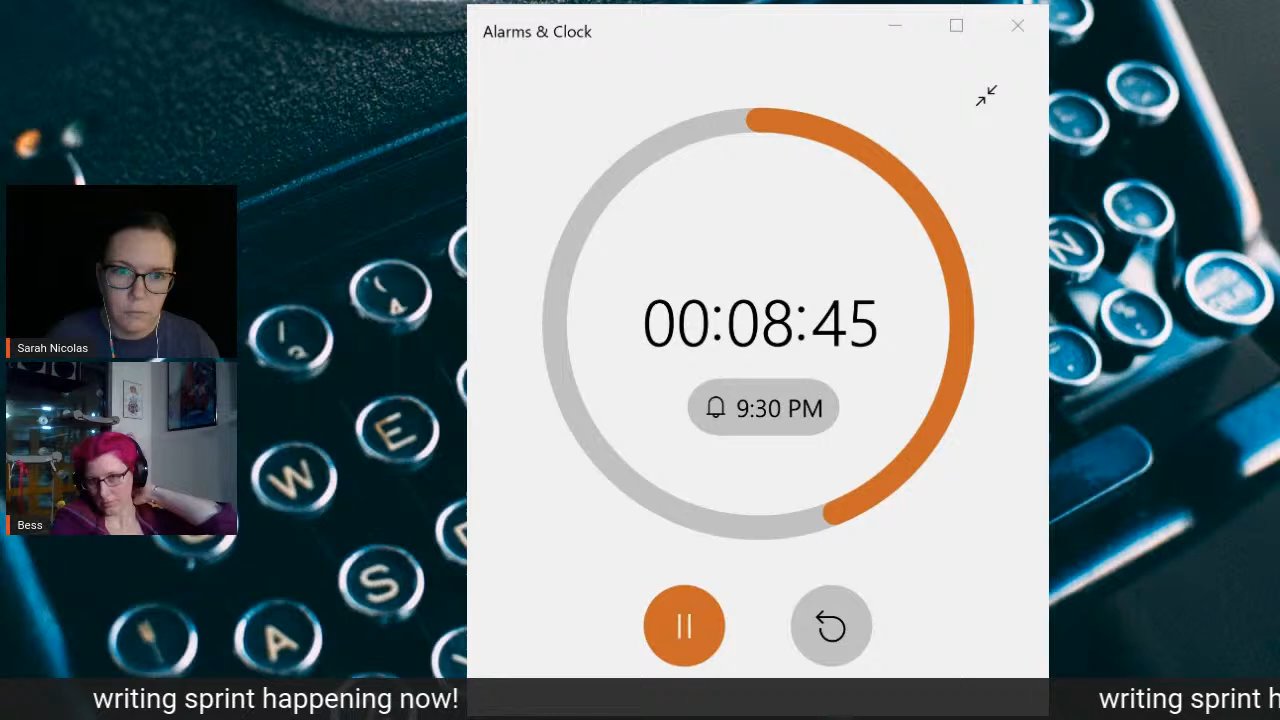 Alarms & Clock
00:08:45
9:30 PM
Sarah Nicolas
Bess
N
E
W
S
A
writing sprint happening now!
writing sprint h